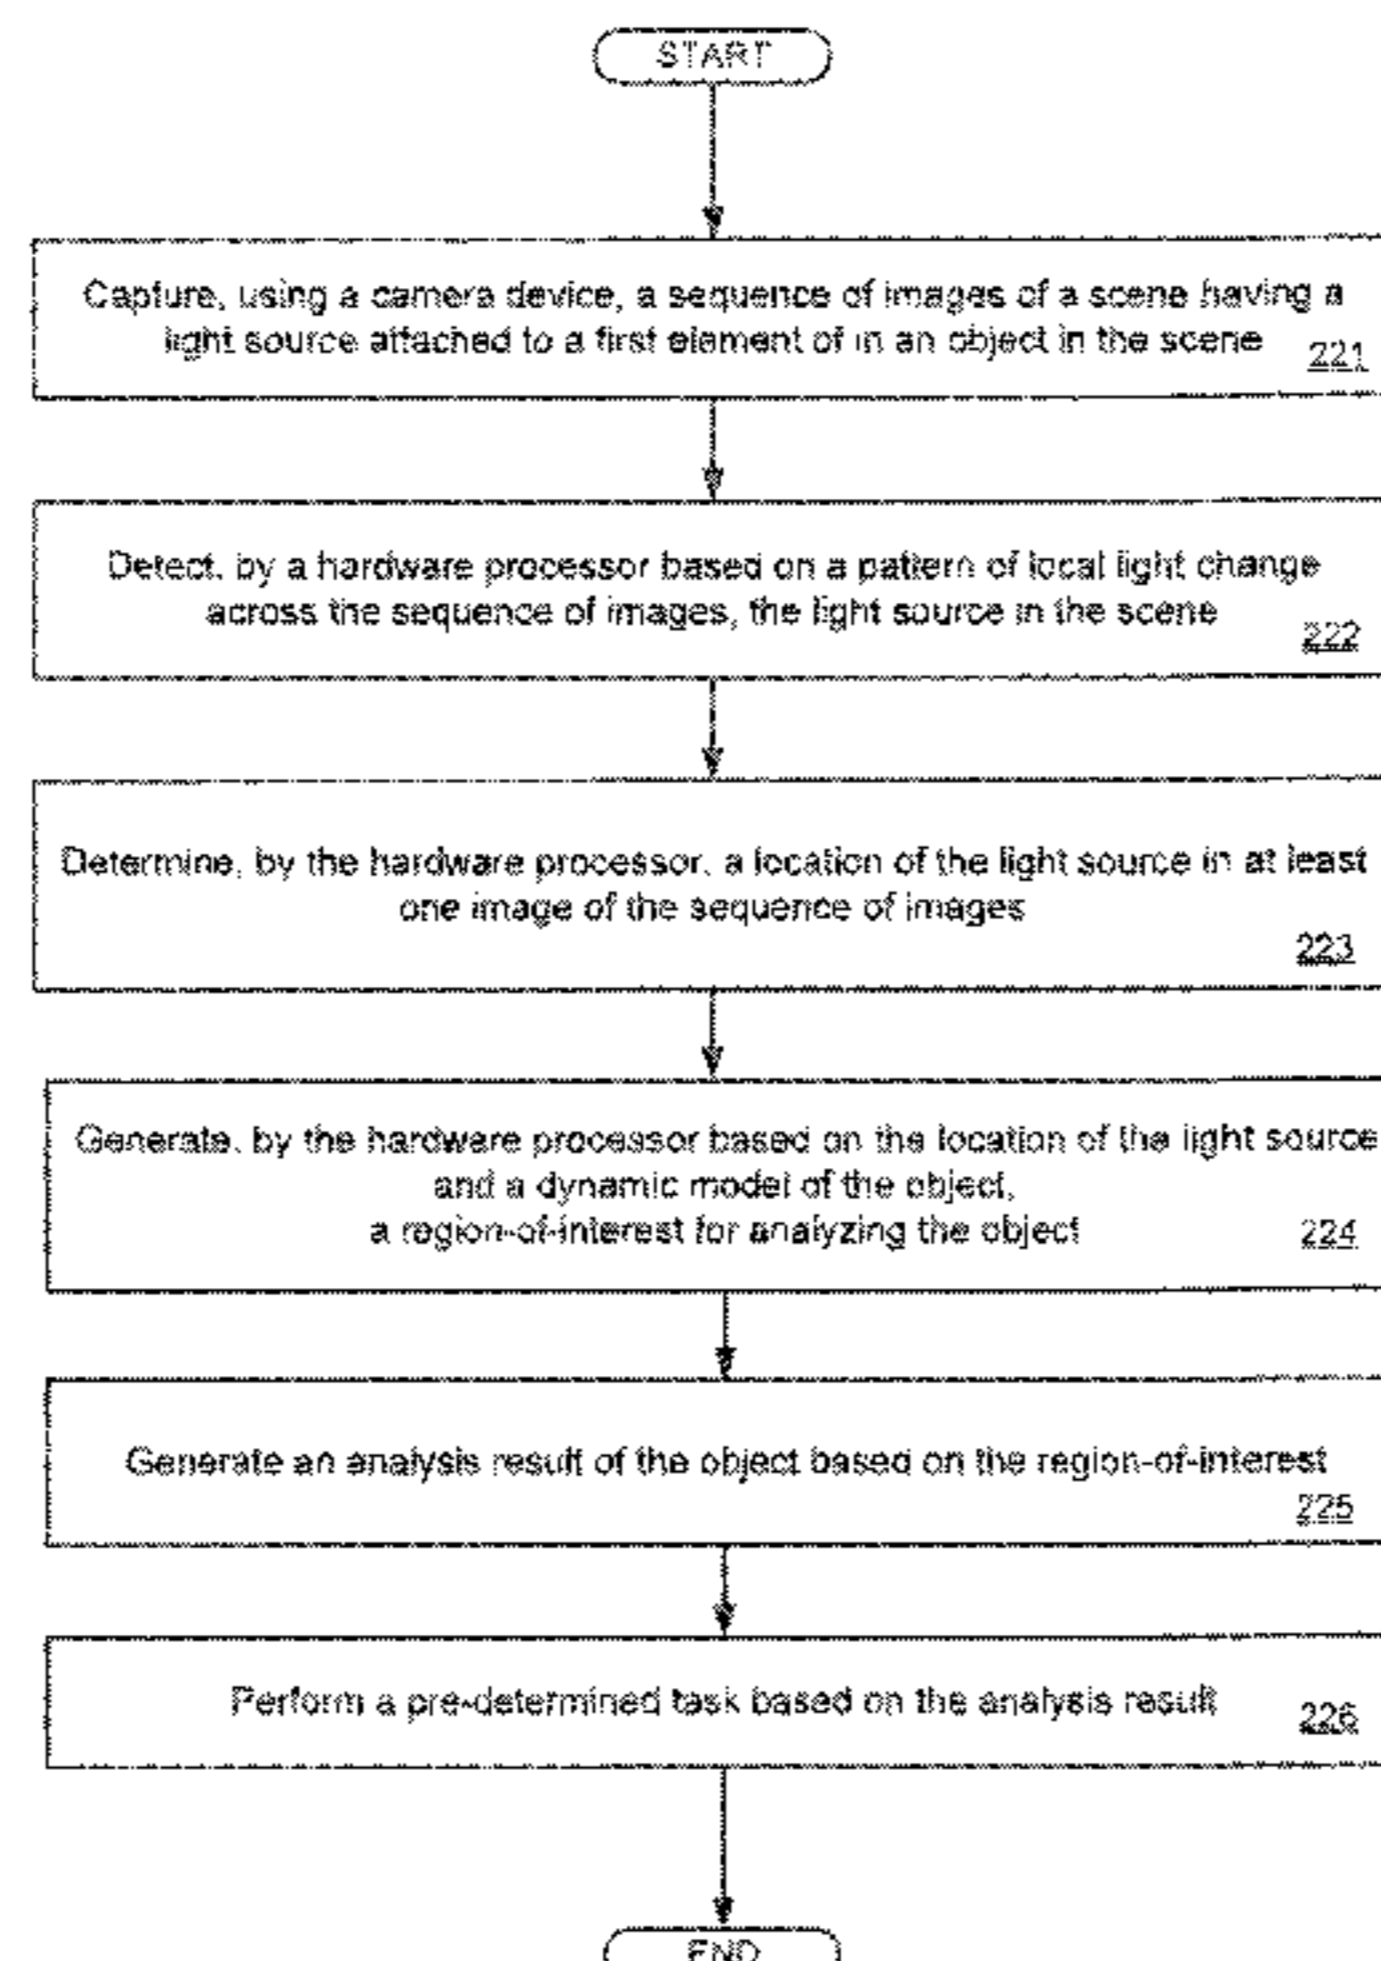 START
Capture, using a camera device, a sequence of images of a scene having a
light source attached to a first element of in an object in the scene
221
Detect, by a hardware processor based on a pattern of local light change
across the sequence of images, the light source in the scene
222
Determine, by the hardware processor, a location of the light source in at least
one image of the sequence of images
223
Generate, by the hardware processor based on the location of the light source
and a dynamic model of the object,
a region-of-interest for analyzing the object
224
Generate an analysis result of the object based on the region-of-interest
225
Perform a pre-determined task based on the analysis result
226
END